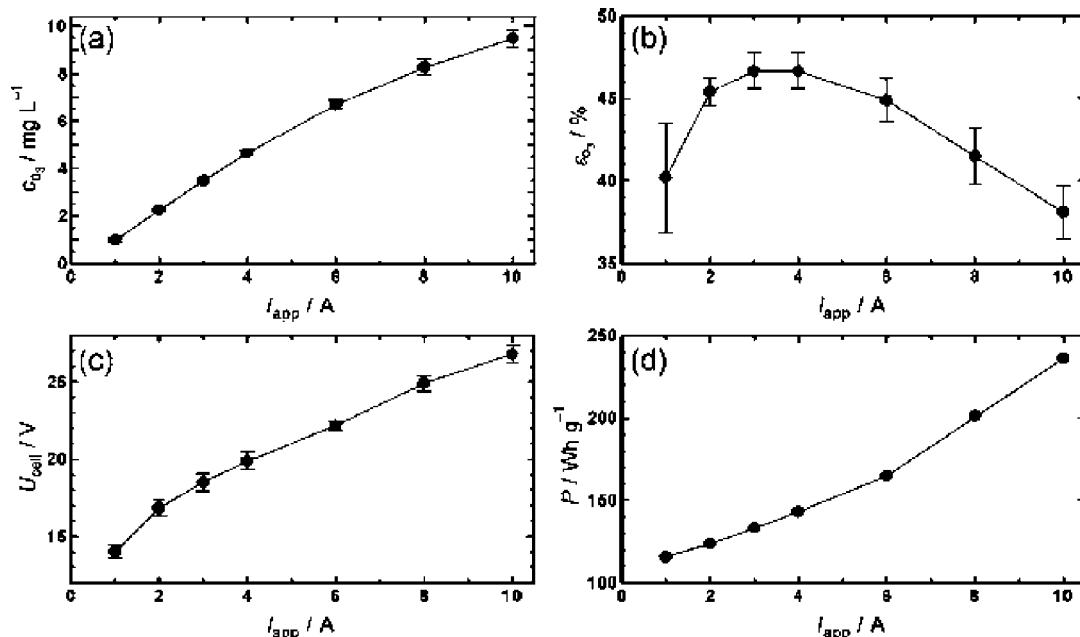 (a)
10
8
6
4
2
0
0 2 4 6 8 10
c_O3 / mg L⁻¹
I_app / A
(b)
50
45
40
35
0 2 4 6 8 10
ε_O3 / %
I_app / A
(c)
25
20
15
0 2 4 6 8 10
U_cell / V
I_app / A
(d)
250
200
150
100
0 2 4 6 8 10
P / Wh g⁻¹
I_app / A